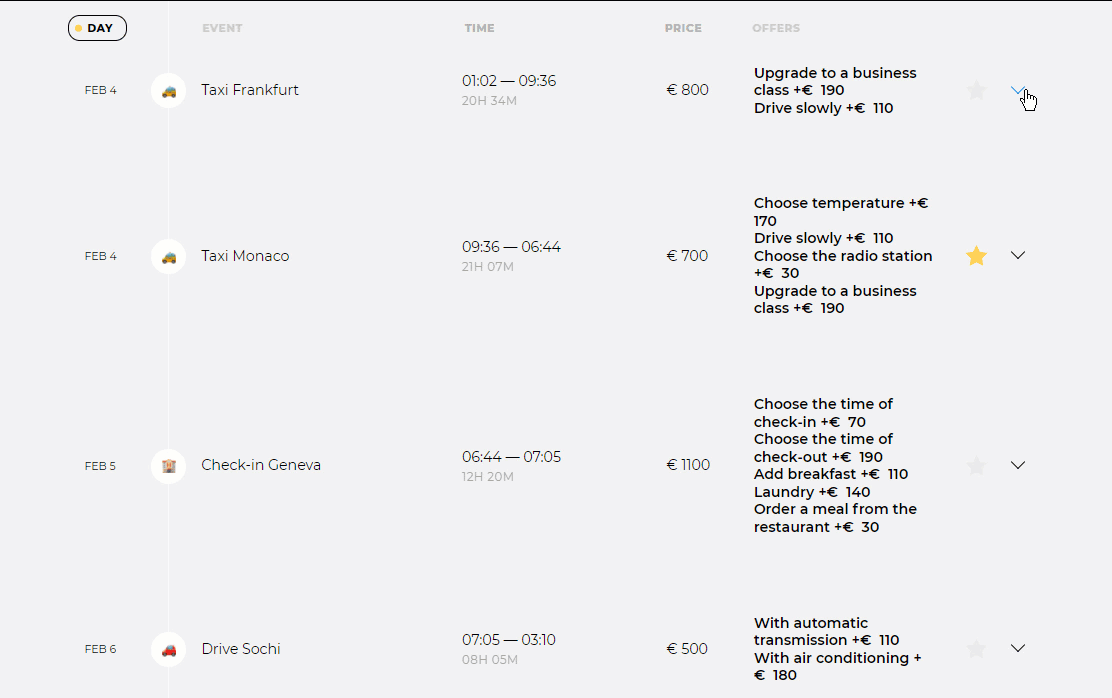 DAY EVENT TIME PRICE OFFERS
FEB 4 Taxi Frankfurt 01:02 — 09:36 € 800
20H 34M
Upgrade to a business
class +€ 190
Drive slowly +€ 110
FEB 4 Taxi Monaco 09:36 — 06:44 € 700
21H 07M
Choose temperature +€
170
Drive slowly +€ 110
Choose the radio station
+€ 30
Upgrade to a business
class +€ 190
FEB 5 Check-in Geneva 06:44 — 07:05 € 1100
12H 20M
Choose the time of
check-in +€ 70
Choose the time of
check-out +€ 190
Add breakfast +€ 110
Laundry +€ 140
Order a meal from the
restaurant +€ 30
FEB 6 Drive Sochi 07:05 — 03:10 € 500
08H 05M
With automatic
transmission +€ 110
With air conditioning +
€ 180